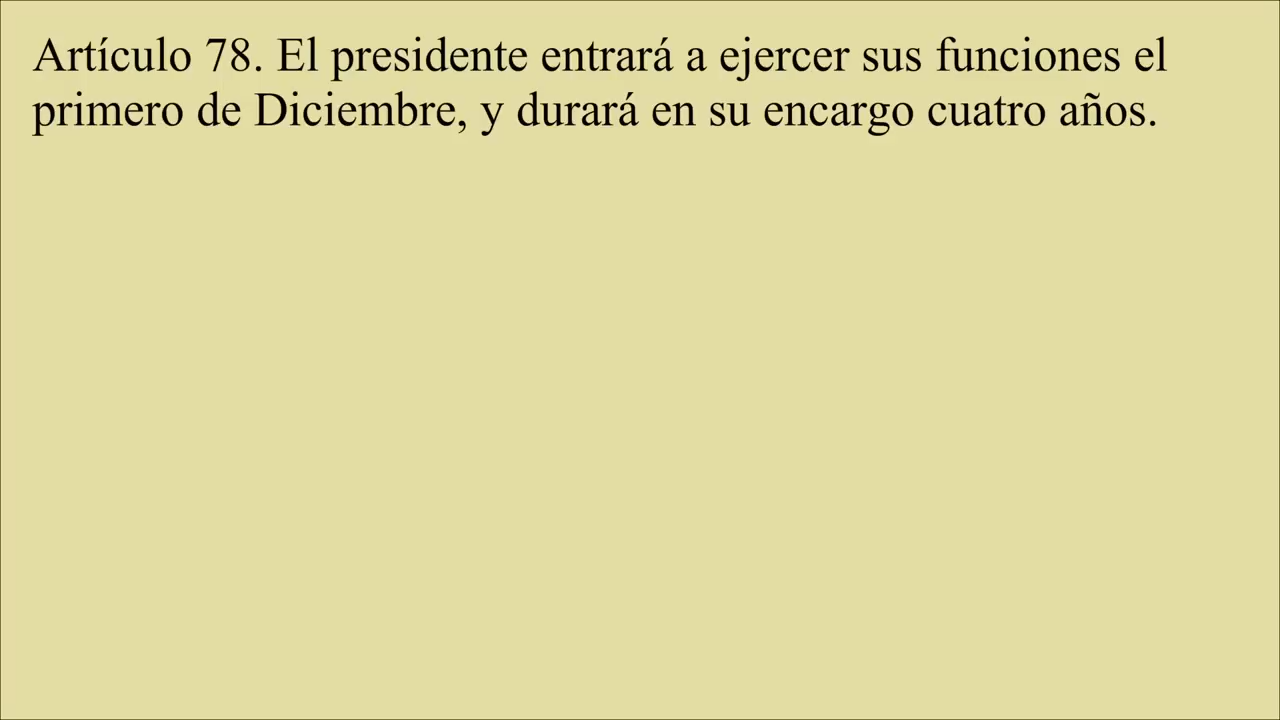 Artículo 78. El presidente entrará a ejercer sus funciones el
primero de Diciembre, y durará en su encargo cuatro años.